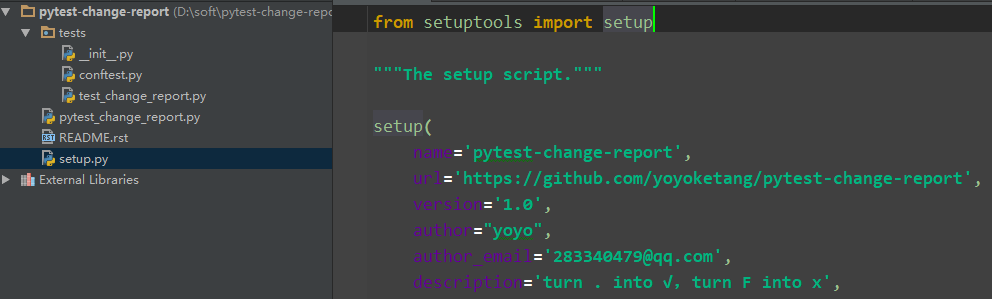 pytest-change-report (D:\soft\pytest-change-repo
tests
__init__.py
conftest.py
test_change_report.py
pytest_change_report.py
README.rst
setup.py
External Libraries
from setuptools import setup
"""The setup script."""
setup(
name='pytest-change-report',
url='https://github.com/yoyoketang/pytest-change-report',
version='1.0',
author="yoyo",
author_email='283340479@qq.com',
description='turn . into √，turn F into x',